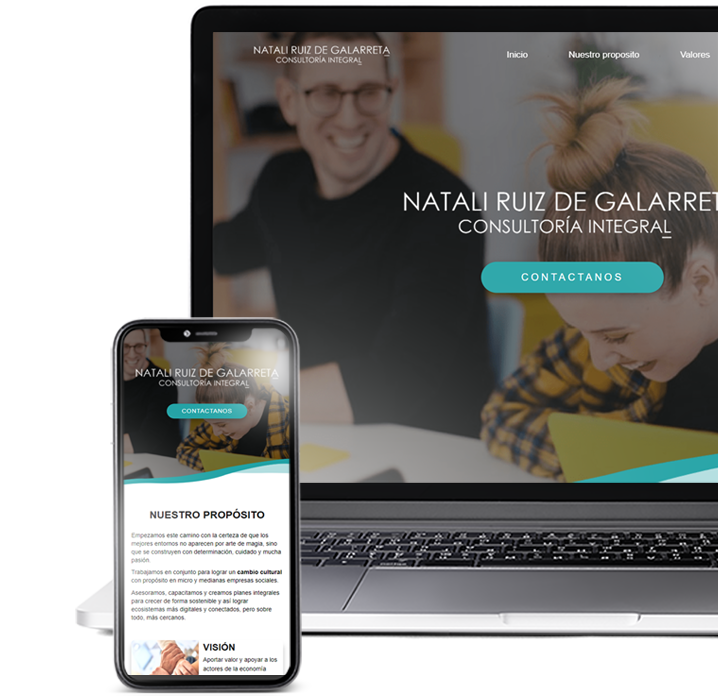 NATALI RUIZ DE GALARRETA
CONSULTORÍA INTEGRAL
Inicio Nuestro proposito Valores
NATALI RUIZ DE GALARRET
CONSULTORÍA INTEGRAL
CONTACTANOS
NATALI RUIZ DE GALARRETA
CONSULTORÍA INTEGRAL
CONTACTANOS
NUESTRO PROPÓSITO
Empezamos este camino con la certeza de que los
mejores entornos no aparecen por arte de magia, sino
que se construyen con determinación, cuidado y mucha
pasión.
Trabajamos en conjunto para lograr un cambio cultural
con propósito en micro y medianas empresas sociales.
Asesoramos, capacitamos y creamos planes integrales
para crecer de forma sostenible y así lograr
ecosistemas más digitales y conectados, pero sobre
todo, más cercanos.
VISIÓN
Aportar valor y apoyar a los
actores de la economía